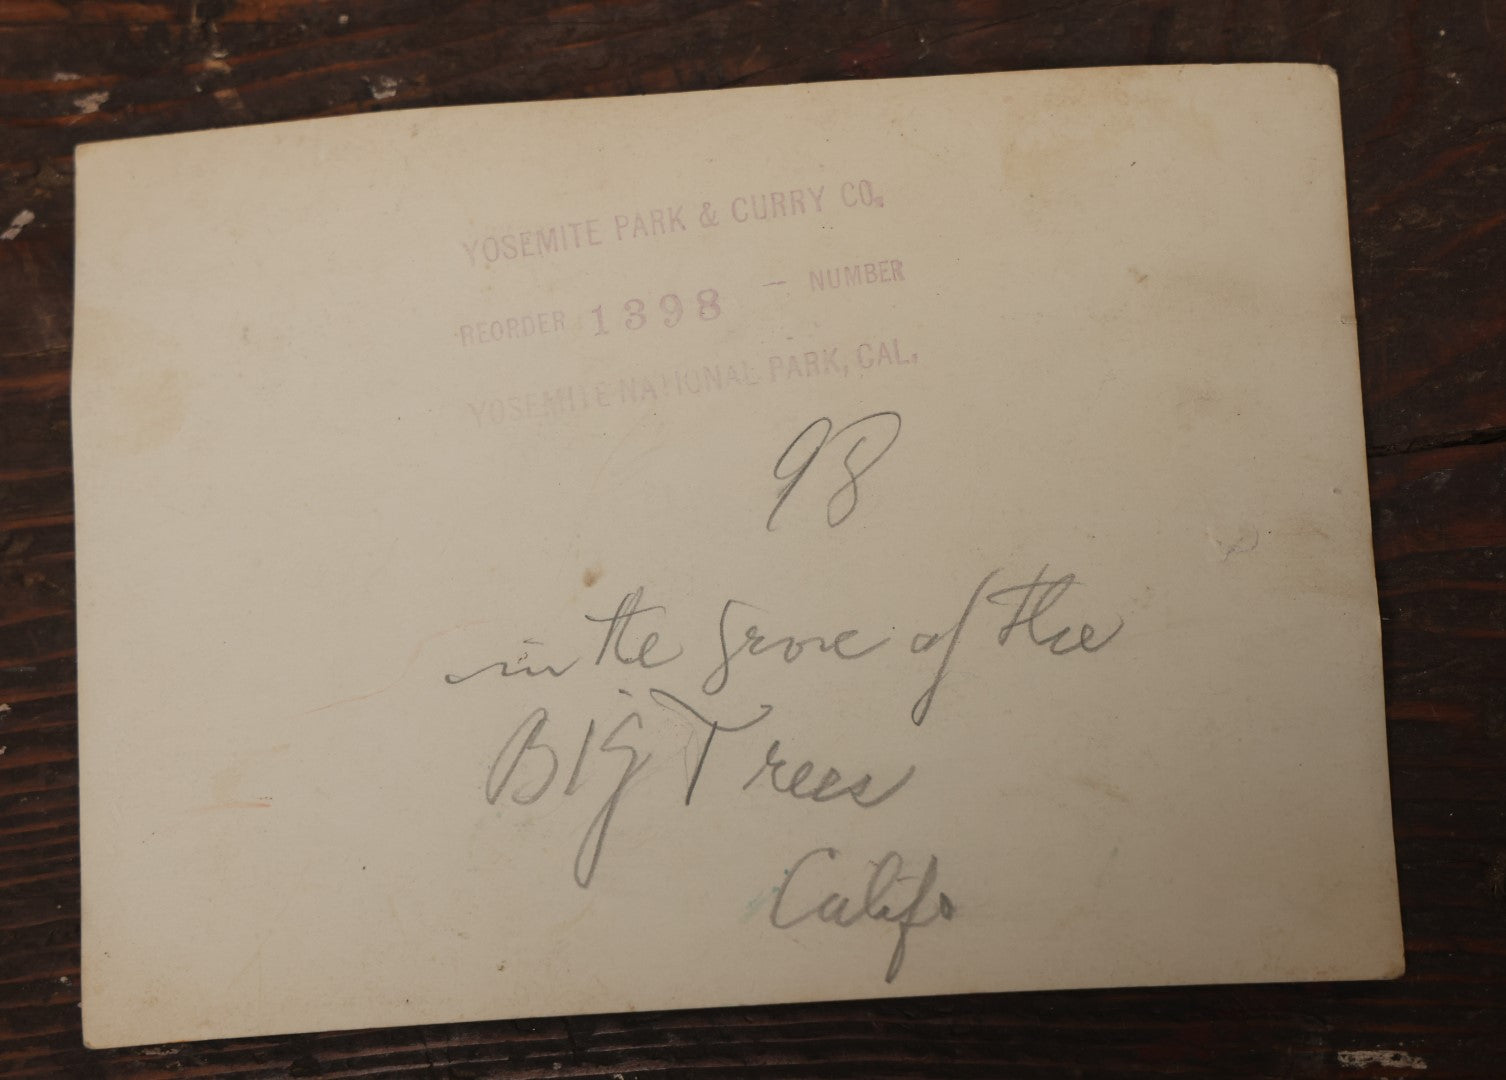 YOSEMITE PARK & CURRY CO.
REORDER 1398 - NUMBER
YOSEMITE NATIONAL PARK, CAL.
98
in the grove of the
BIg Trees
Calif.